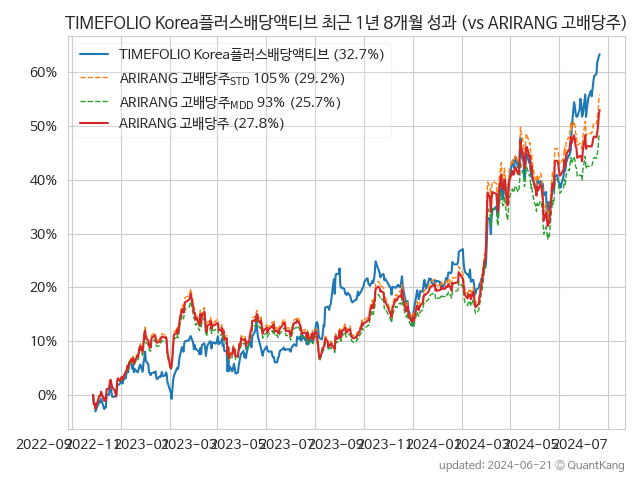 TIMEFOLIO Korea플러스배당액티브 최근 1년 8개월 성과 (vs ARIRANG 고배당주)
TIMEFOLIO Korea플러스배당액티브 (32.7%)
ARIRANG 고배당주STD 105% (29.2%)
ARIRANG 고배당주MDD 93% (25.7%)
ARIRANG 고배당주 (27.8%)
60%
50%
40%
30%
20%
10%
0%
2022-09 2022-11 2023-01 2023-03 2023-05 2023-07 2023-09 2023-11 2024-01 2024-03 2024-05 2024-07
updated: 2024-06-21 © QuantKang